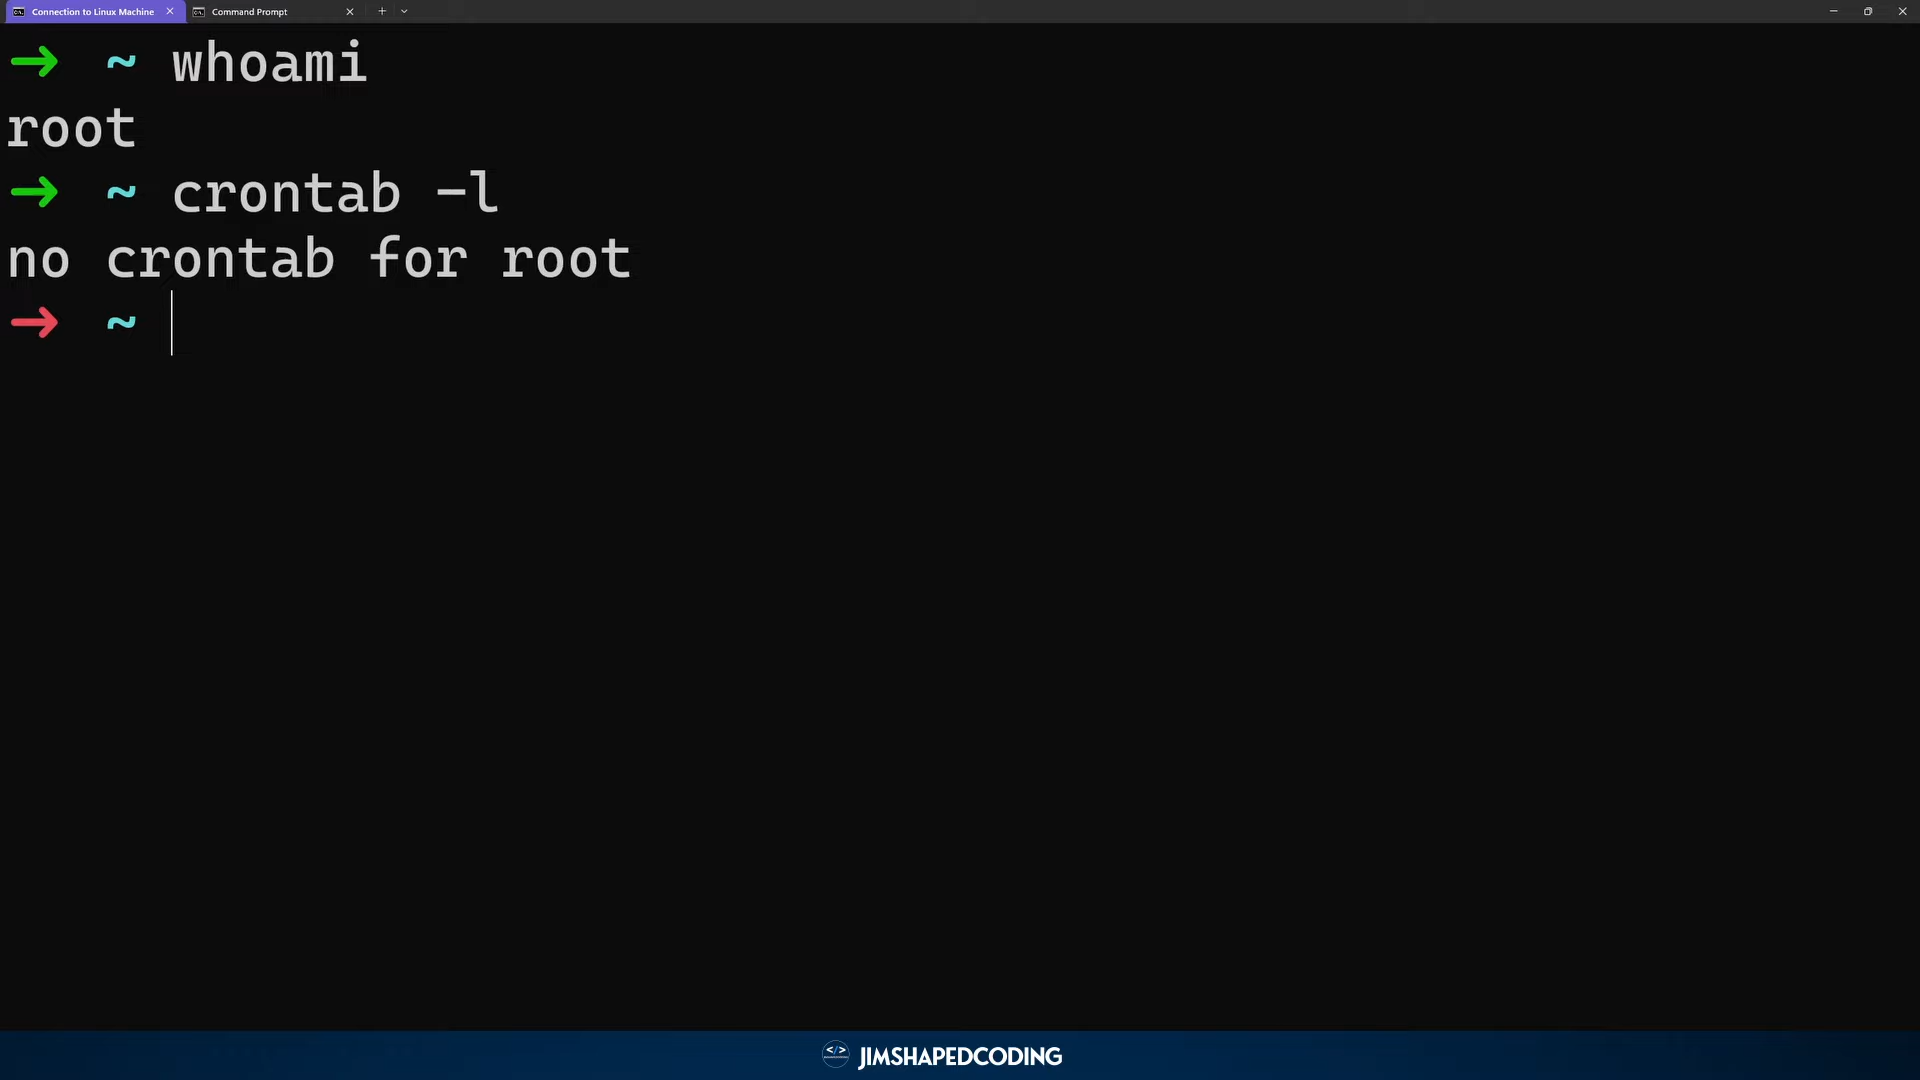 Connection to Linux Machine
Command Prompt
→ ~ whoami
root
→ ~ crontab -l
no crontab for root
→ ~
</> JIMSHAPEDCODING